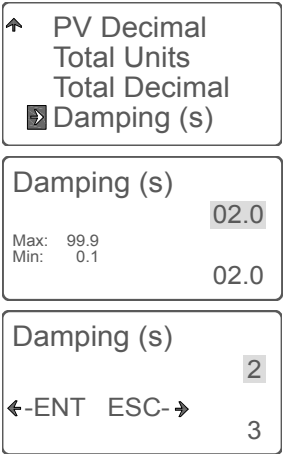 PV Decimal
Total Units
Total Decimal
Damping (s)
Damping (s)
02.0
Max: 99.9
Min: 0.1
02.0
Damping (s)
2
-ENT ESC-
3